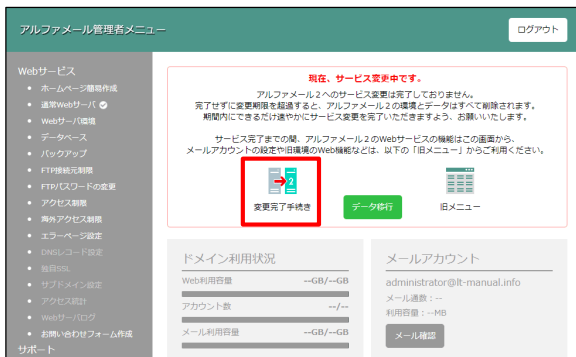 アルファメール管理者メニュー
ログアウト
Webサービス
ホームページ簡易作成
通常Webサーバ
Webサーバ環境
データベース
バックアップ
FTP接続元制限
FTPパスワードの変更
アクセス制限
海外アクセス制限
エラーページ設定
DNSレコード設定
独自SSL
サブドメイン設定
アクセス統計
Webサーバログ
お問い合わせフォーム作成
サポート
現在、サービス変更中です。
アルファメール2へのサービス変更は完了しておりません。
完了せずに変更期限を超過すると、アルファメール2の環境とデータはすべて削除されます。
期間内にできるだけ速やかにサービス変更を完了いただきますよう、お願いいたします。
サービス完了までの間、アルファメール2のWebサービスの機能はこの画面から、
メールアカウントの設定や旧環境のWeb機能などは、以下の「旧メニュー」からご利用ください。
2
変更完了手続き
データ移行
旧メニュー
ドメイン利用状況
Web利用容量 --GB/--GB
アカウント数 --/--
メール利用容量 --GB/--GB
メールアカウント
administrator@lt-manual.info
メール通数：--
利用容量：--MB
メール確認